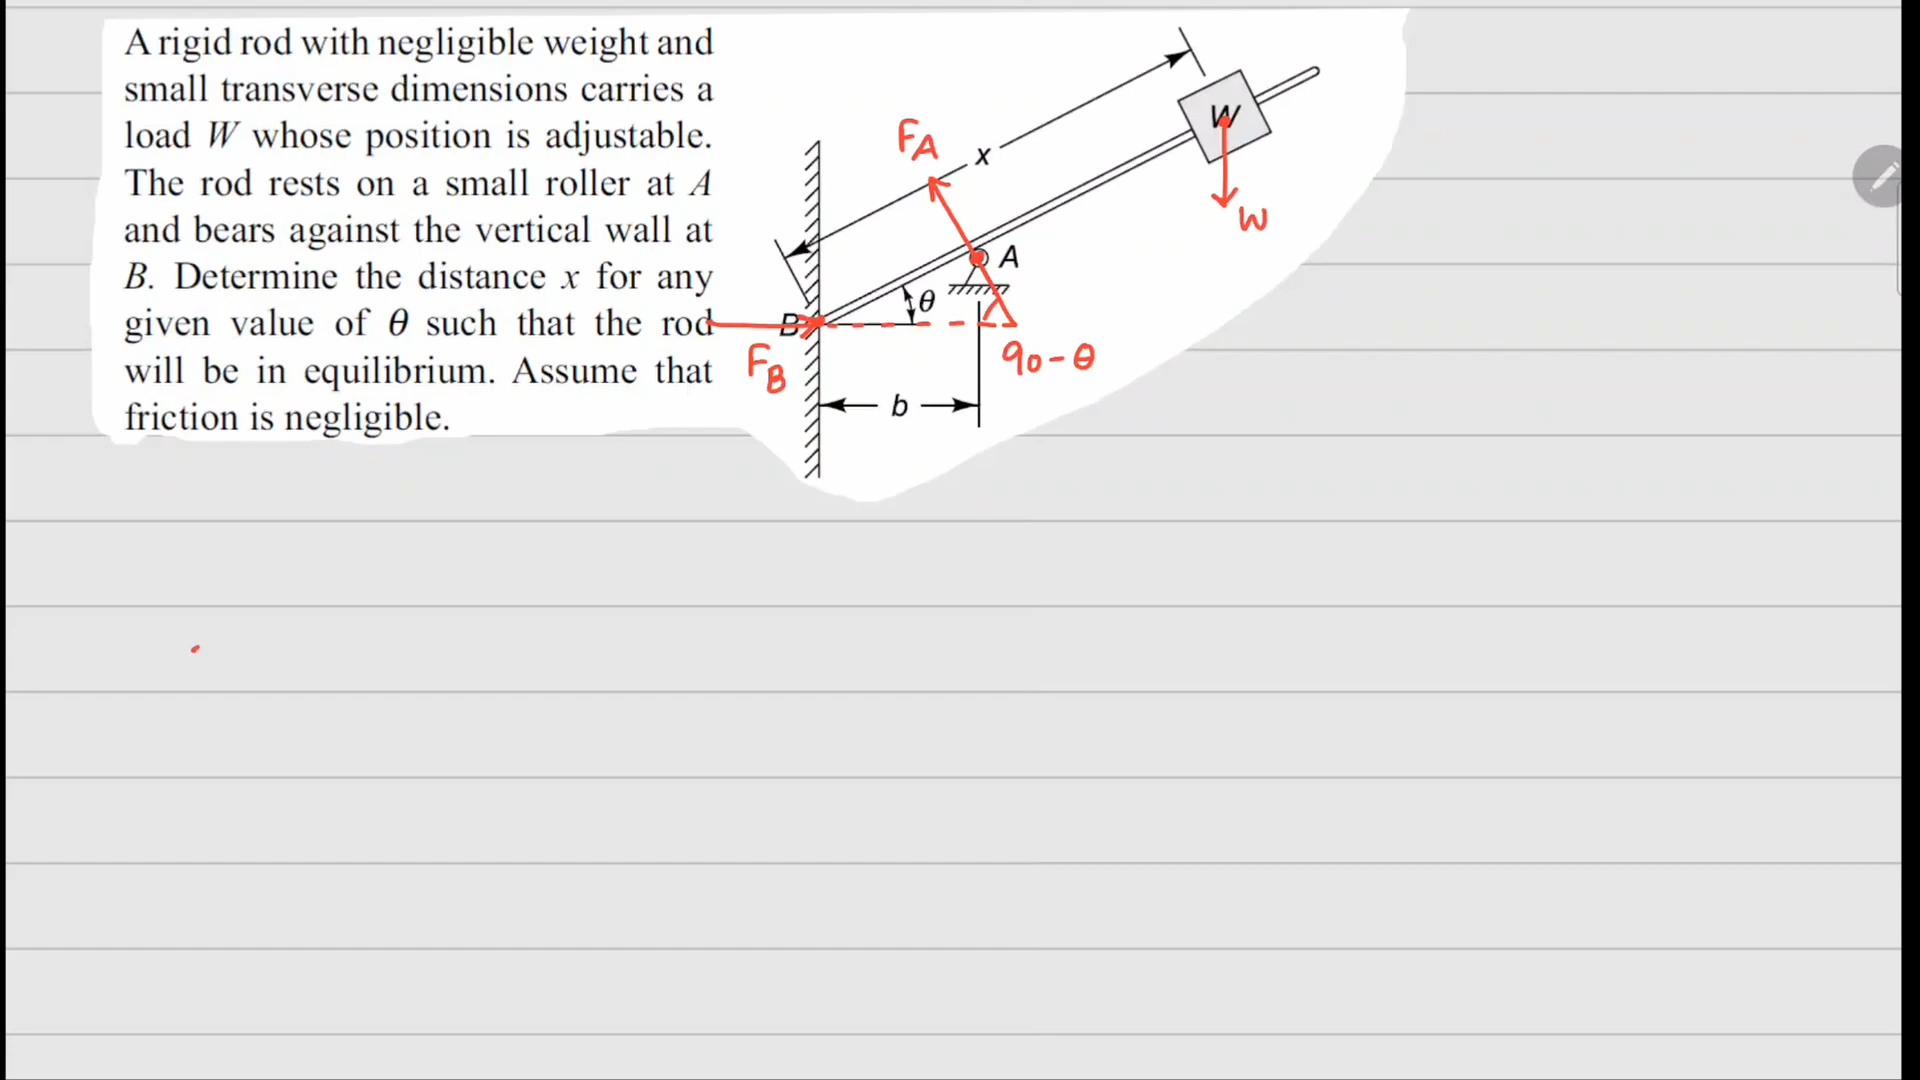 A rigid rod with negligible weight and
small transverse dimensions carries a
load W whose position is adjustable.
The rod rests on a small roller at A
and bears against the vertical wall at
B. Determine the distance x for any
given value of θ such that the rod
will be in equilibrium. Assume that
friction is negligible.
W
F_A
x
W
A
θ
B
F_B
90-θ
b